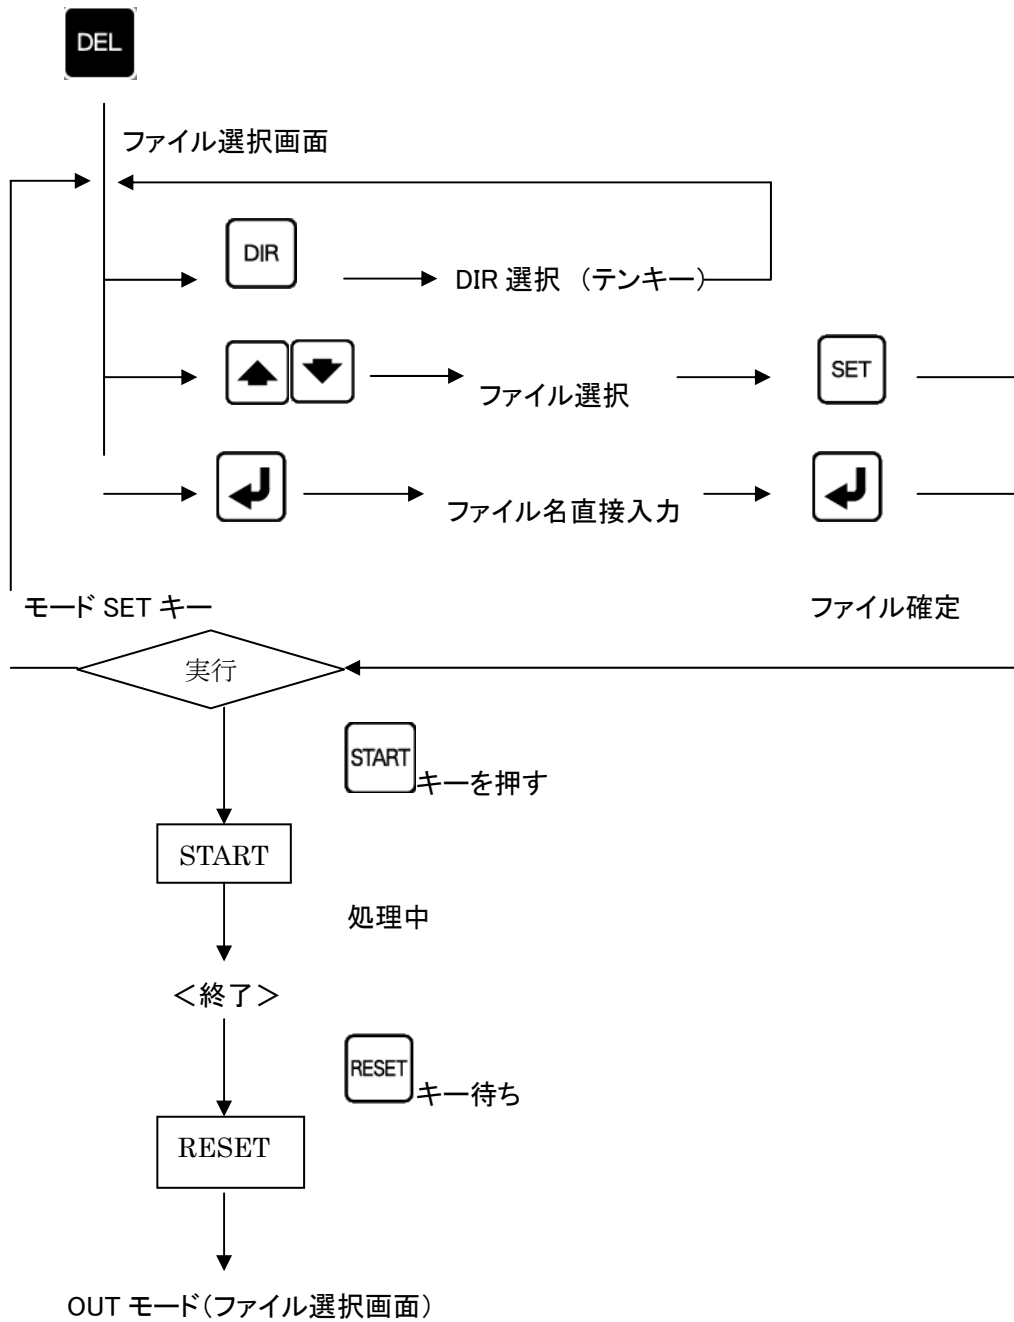 DEL
ファイル選択画面
DIR
DIR 選択 （テンキー）
ファイル選択
SET
ファイル名直接入力
モード SET キー
ファイル確定
実行
START
キーを押す
START
処理中
＜終了＞
RESET
キー待ち
RESET
OUT モード（ファイル選択画面）